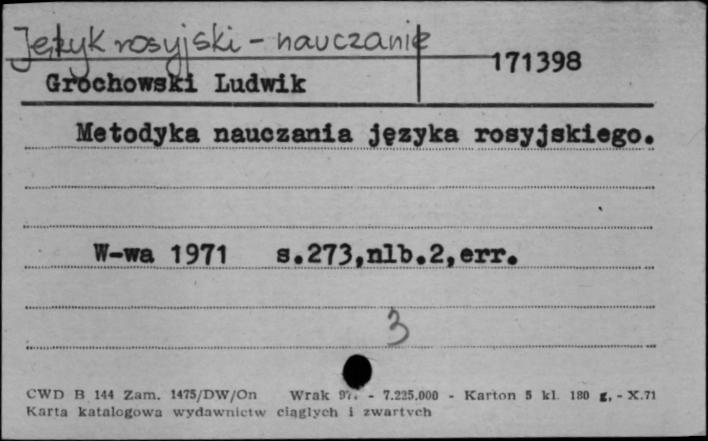 Język rosyjski - nauczanie
171398
Grochowski Ludwik
Metodyka nauczania języka rosyjskiego.
W-wa 1971 s.273,nlb.2,err.
3
CWD B 144 Zam. 1475/DW/On Wrak - 7.225.000 - Karton 5 kl. 180 g, - X.71
Karta katalogowa wydawnictw ciągłych i zwartych